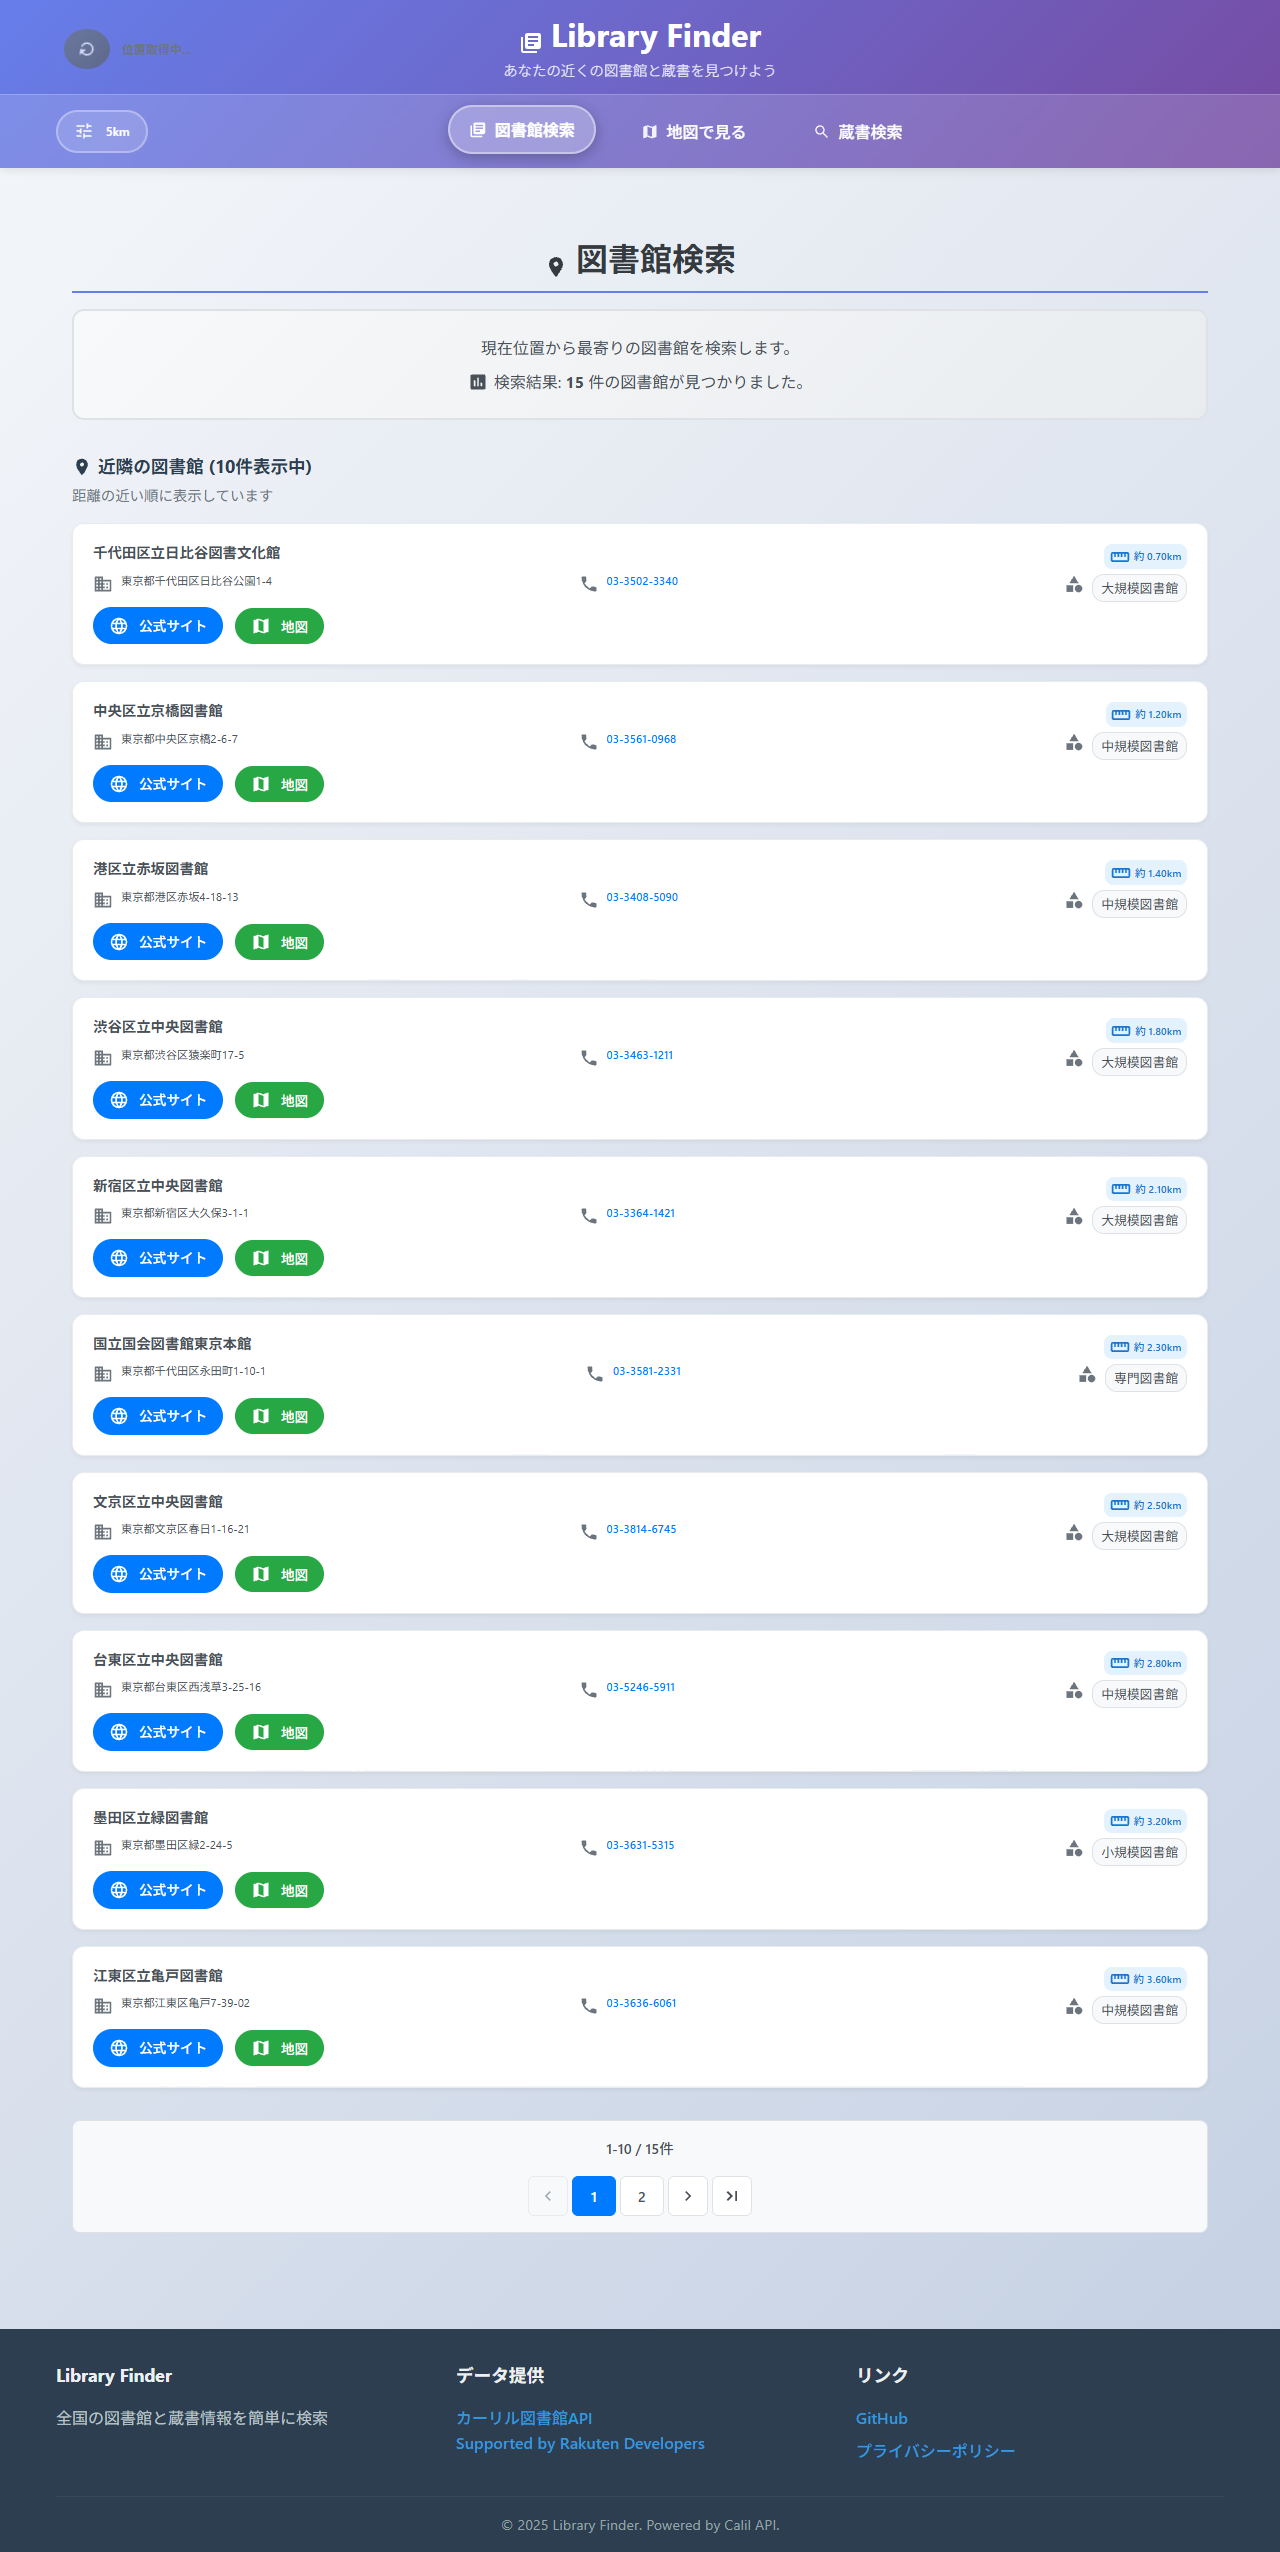 位置取得中...
Library Finder
あなたの近くの図書館と蔵書を見つけよう
5km
図書館検索
地図で見る
蔵書検索
図書館検索
現在位置から最寄りの図書館を検索します。
検索結果: 15 件の図書館が見つかりました。
近隣の図書館 (10件表示中)
距離の近い順に表示しています
千代田区立日比谷図書文化館
約 0.70km
東京都千代田区日比谷公園1-4
03-3502-3340
大規模図書館
公式サイト
地図
中央区立京橋図書館
約 1.20km
東京都中央区京橋2-6-7
03-3561-0968
中規模図書館
公式サイト
地図
港区立赤坂図書館
約 1.40km
東京都港区赤坂4-18-13
03-3408-5090
中規模図書館
公式サイト
地図
渋谷区立中央図書館
約 1.80km
東京都渋谷区猿楽町17-5
03-3463-1211
大規模図書館
公式サイト
地図
新宿区立中央図書館
約 2.10km
東京都新宿区大久保3-1-1
03-3364-1421
大規模図書館
公式サイト
地図
国立国会図書館東京本館
約 2.30km
東京都千代田区永田町1-10-1
03-3581-2331
専門図書館
公式サイト
地図
文京区立中央図書館
約 2.50km
東京都文京区春日1-16-21
03-3814-6745
大規模図書館
公式サイト
地図
台東区立中央図書館
約 2.80km
東京都台東区西浅草3-25-16
03-5246-5911
中規模図書館
公式サイト
地図
墨田区立緑図書館
約 3.20km
東京都墨田区緑2-24-5
03-3631-5315
小規模図書館
公式サイト
地図
江東区立亀戸図書館
約 3.60km
東京都江東区亀戸7-39-02
03-3636-6061
中規模図書館
公式サイト
地図
1-10 / 15件
1
2
Library Finder
全国の図書館と蔵書情報を簡単に検索
データ提供
カーリル図書館API
Supported by Rakuten Developers
リンク
GitHub
プライバシーポリシー
© 2025 Library Finder. Powered by Calil API.